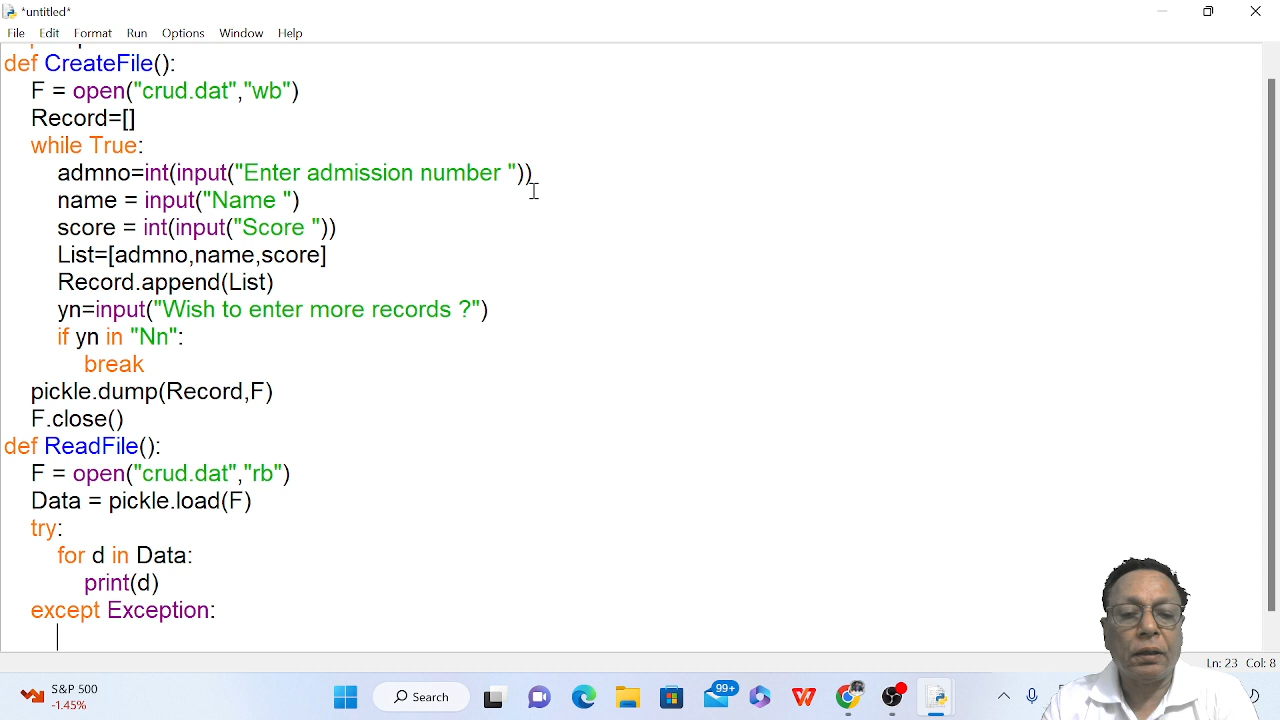 *untitled*
File Edit Format Run Options Window Help
def CreateFile():
    F = open("crud.dat","wb")
    Record=[]
    while True:
        admno=int(input("Enter admission number "))
        name = input("Name ")
        score = int(input("Score "))
        List=[admno,name,score]
        Record.append(List)
        yn=input("Wish to enter more records ?")
        if yn in "Nn":
            break
    pickle.dump(Record,F)
    F.close()
def ReadFile():
    F = open("crud.dat","rb")
    Data = pickle.load(F)
    try:
        for d in Data:
            print(d)
    except Exception:
Ln: 23 Col: 8
S&P 500
-1.45%
Search
99+